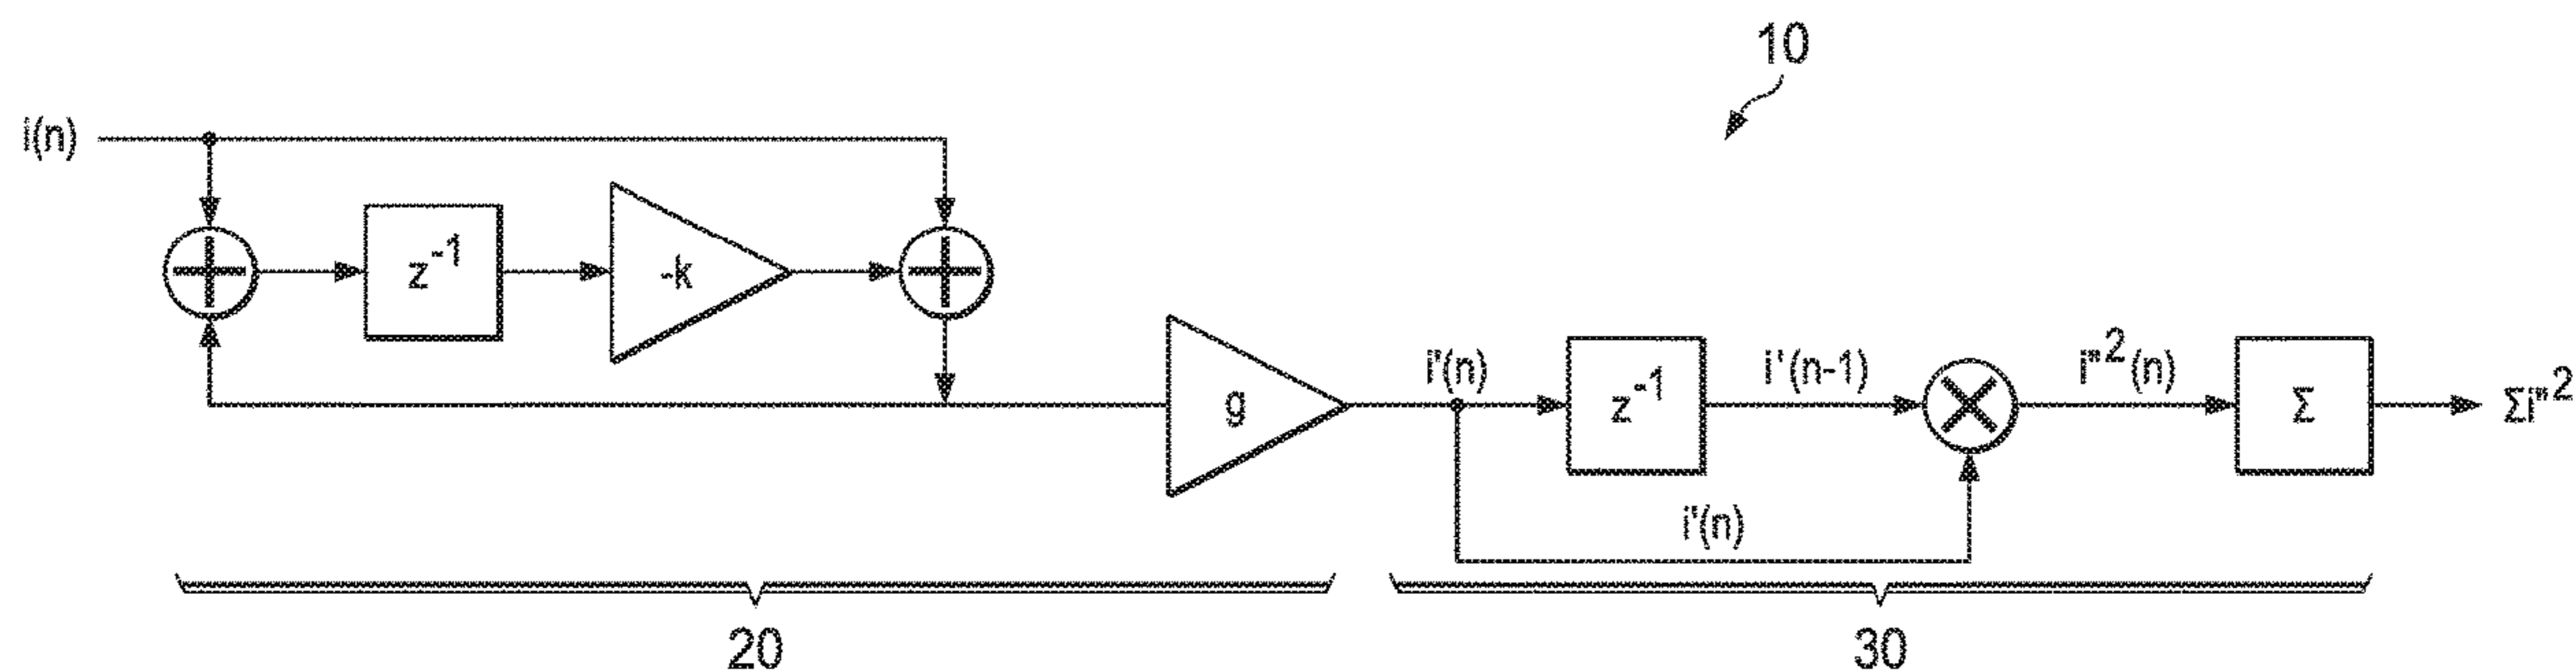 10
i(n)
z⁻¹
-k
g
i'(n)
z⁻¹
i'(n-1)
i"²(n)
Σ
Σi"²
i'(n)
20
30